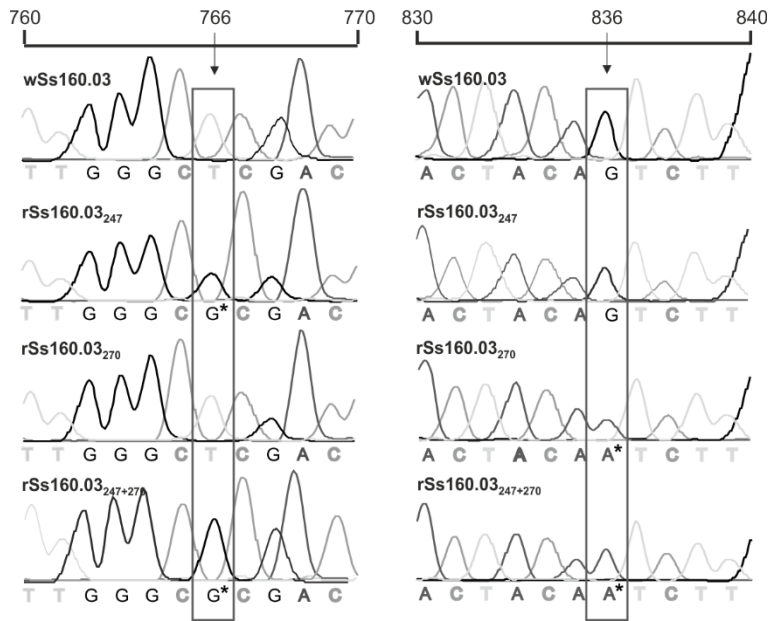 760 766 770
wSs160.03
T T G G G C T C G A C
rSs160.03247
T T G G G C G* C G A C
rSs160.03270
T T G G G C T C G A C
rSs160.03247+270
T T G G G C G* C G A C
830 836 840
wSs160.03
A C T A C A G T C T T
rSs160.03247
A C T A C A G T C T T
rSs160.03270
A C T A C A A* T C T T
rSs160.03247+270
A C T A C A A* T C T T